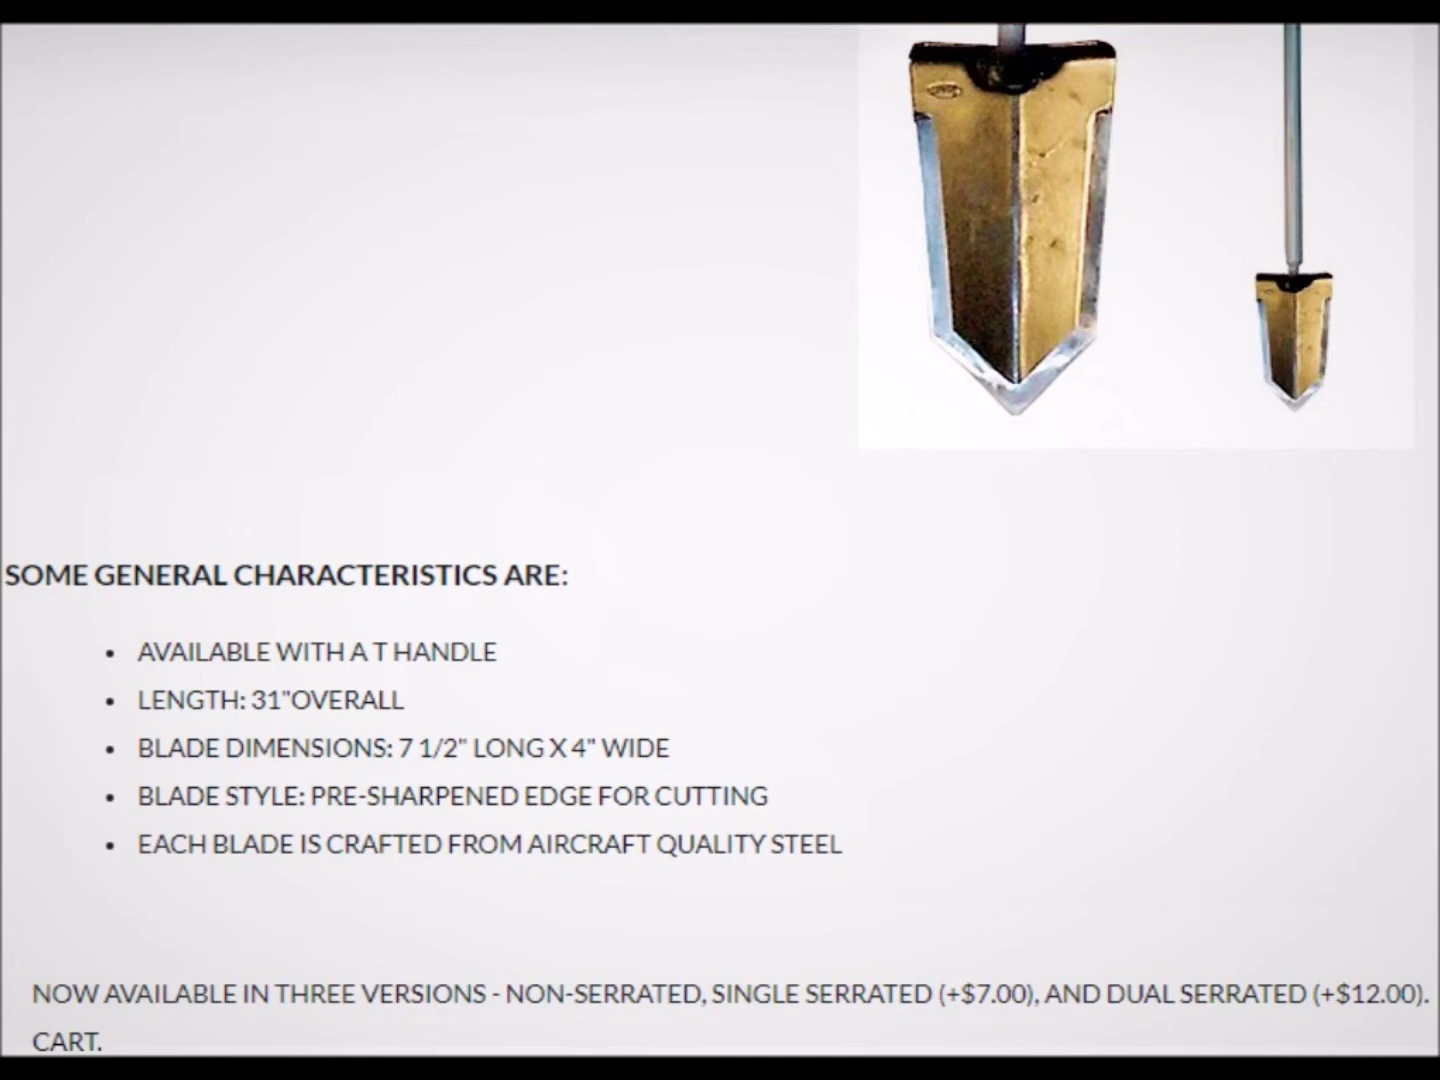 SOME GENERAL CHARACTERISTICS ARE:
• AVAILABLE WITH A T HANDLE
• LENGTH: 31"OVERALL
• BLADE DIMENSIONS: 7 1/2" LONG X 4" WIDE
• BLADE STYLE: PRE-SHARPENED EDGE FOR CUTTING
• EACH BLADE IS CRAFTED FROM AIRCRAFT QUALITY STEEL
NOW AVAILABLE IN THREE VERSIONS - NON-SERRATED, SINGLE SERRATED (+$7.00), AND DUAL SERRATED (+$12.00).
CART.